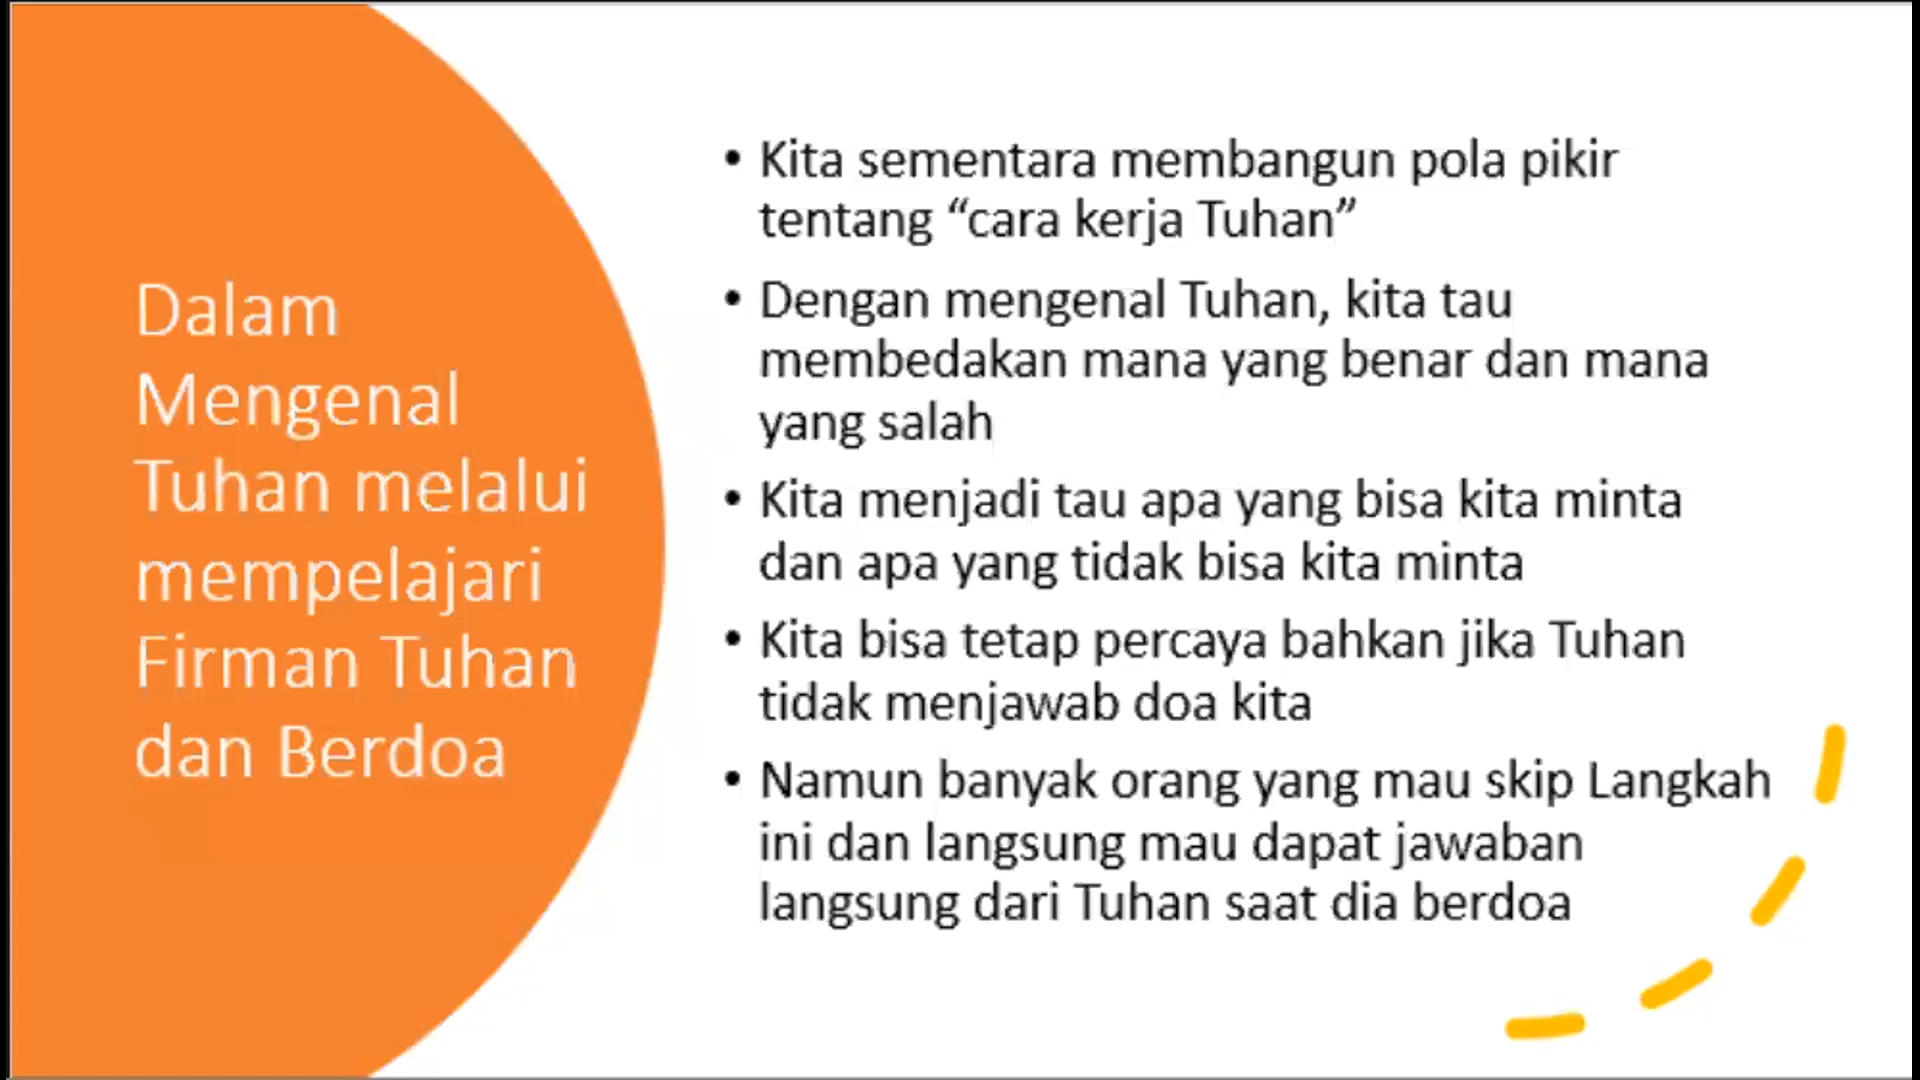 Dalam
Mengenal
Tuhan melalui
mempelajari
Firman Tuhan
dan Berdoa
• Kita sementara membangun pola pikir
tentang “cara kerja Tuhan”
• Dengan mengenal Tuhan, kita tau
membedakan mana yang benar dan mana
yang salah
• Kita menjadi tau apa yang bisa kita minta
dan apa yang tidak bisa kita minta
• Kita bisa tetap percaya bahkan jika Tuhan
tidak menjawab doa kita
• Namun banyak orang yang mau skip Langkah
ini dan langsung mau dapat jawaban
langsung dari Tuhan saat dia berdoa